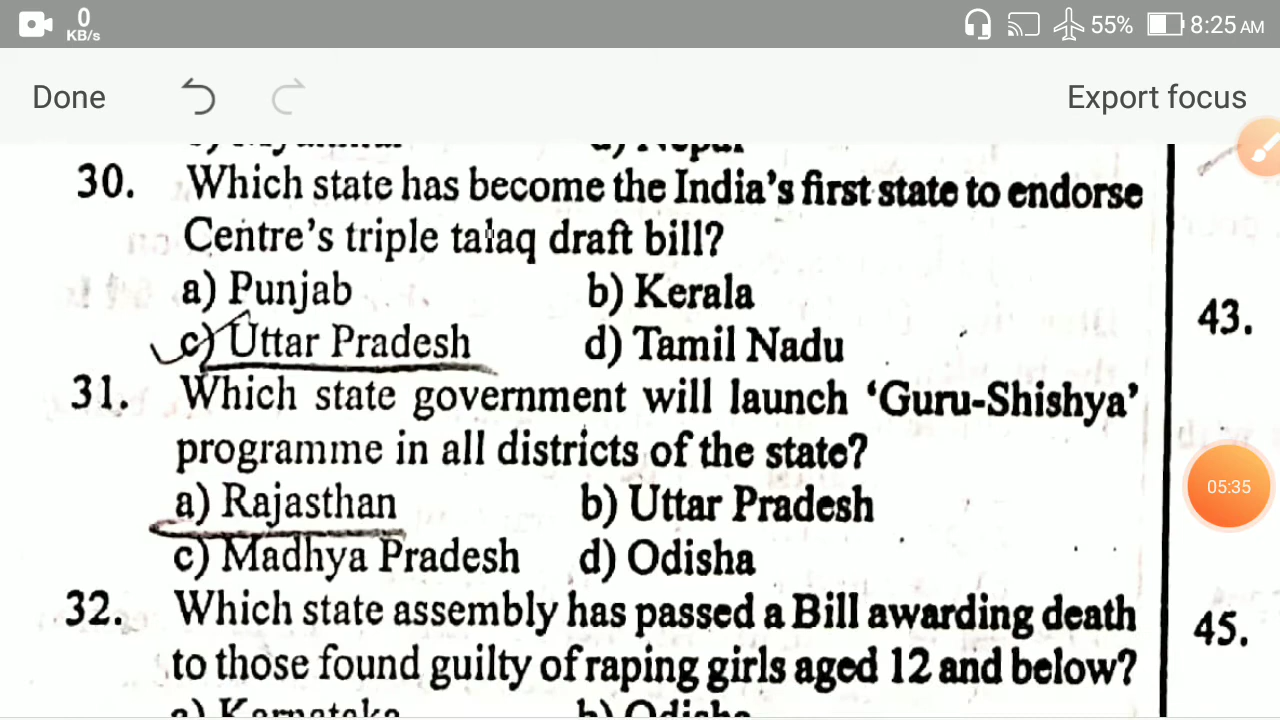 0
KB/s
55%
8:25 AM
Done
Export focus
30. Which state has become the India's first state to endorse
Centre's triple talaq draft bill?
a) Punjab b) Kerala
c) Uttar Pradesh d) Tamil Nadu
43.
31. Which state government will launch ‘Guru-Shishya’
programme in all districts of the state?
a) Rajasthan b) Uttar Pradesh
05:35
c) Madhya Pradesh d) Odisha
32. Which state assembly has passed a Bill awarding death
45.
to those found guilty of raping girls aged 12 and below?
a) Karnataka b) Odisha